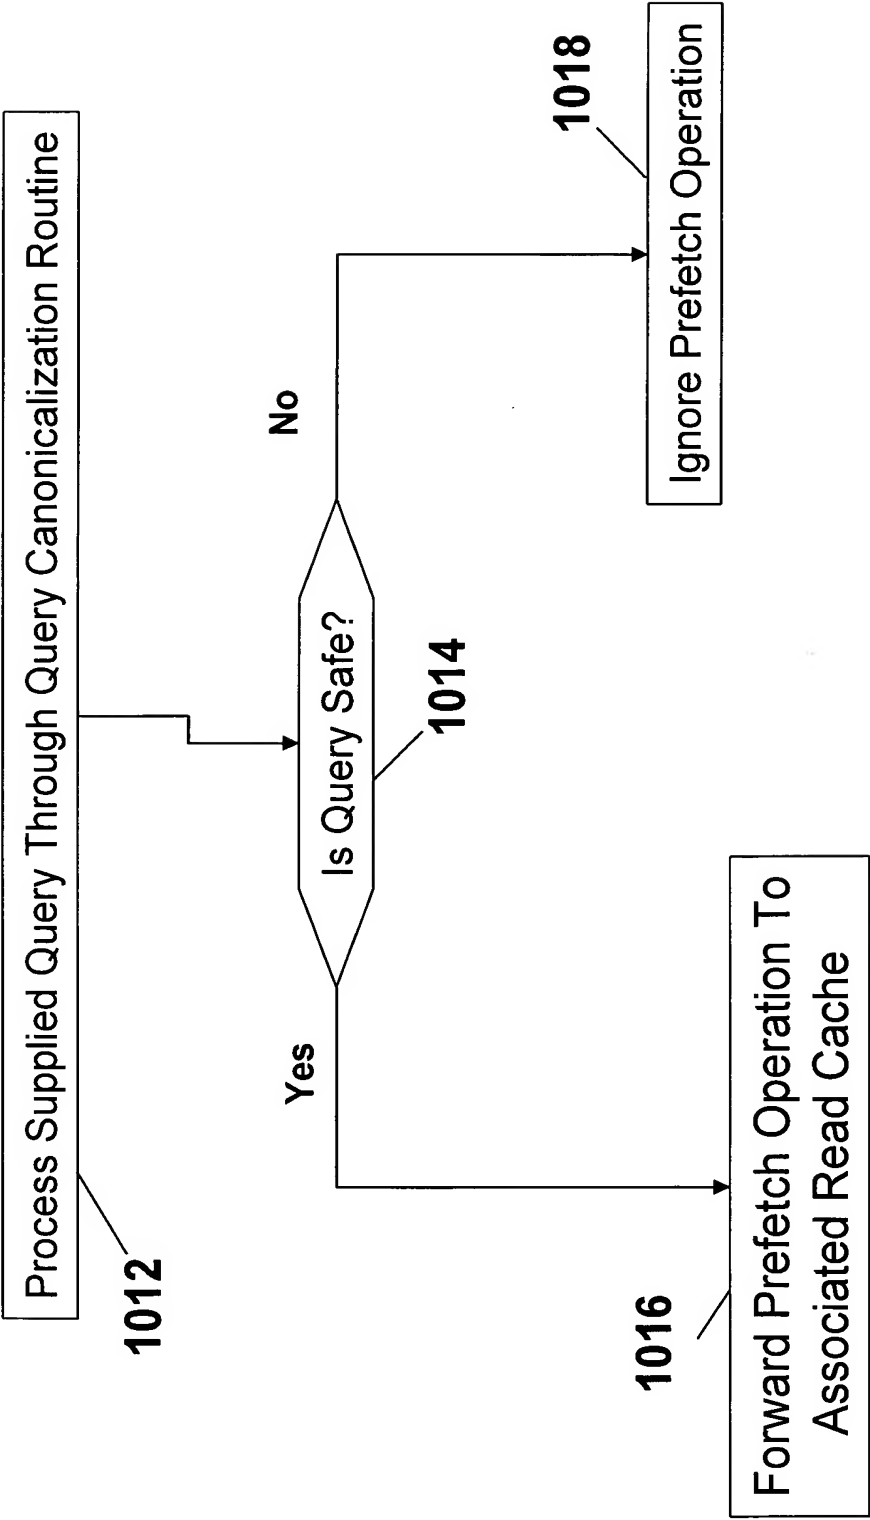 Process Supplied Query Through Query Canonicalization Routine
1012
Is Query Safe?
1014
Yes
No
1016
Forward Prefetch Operation To
Associated Read Cache
1018
Ignore Prefetch Operation